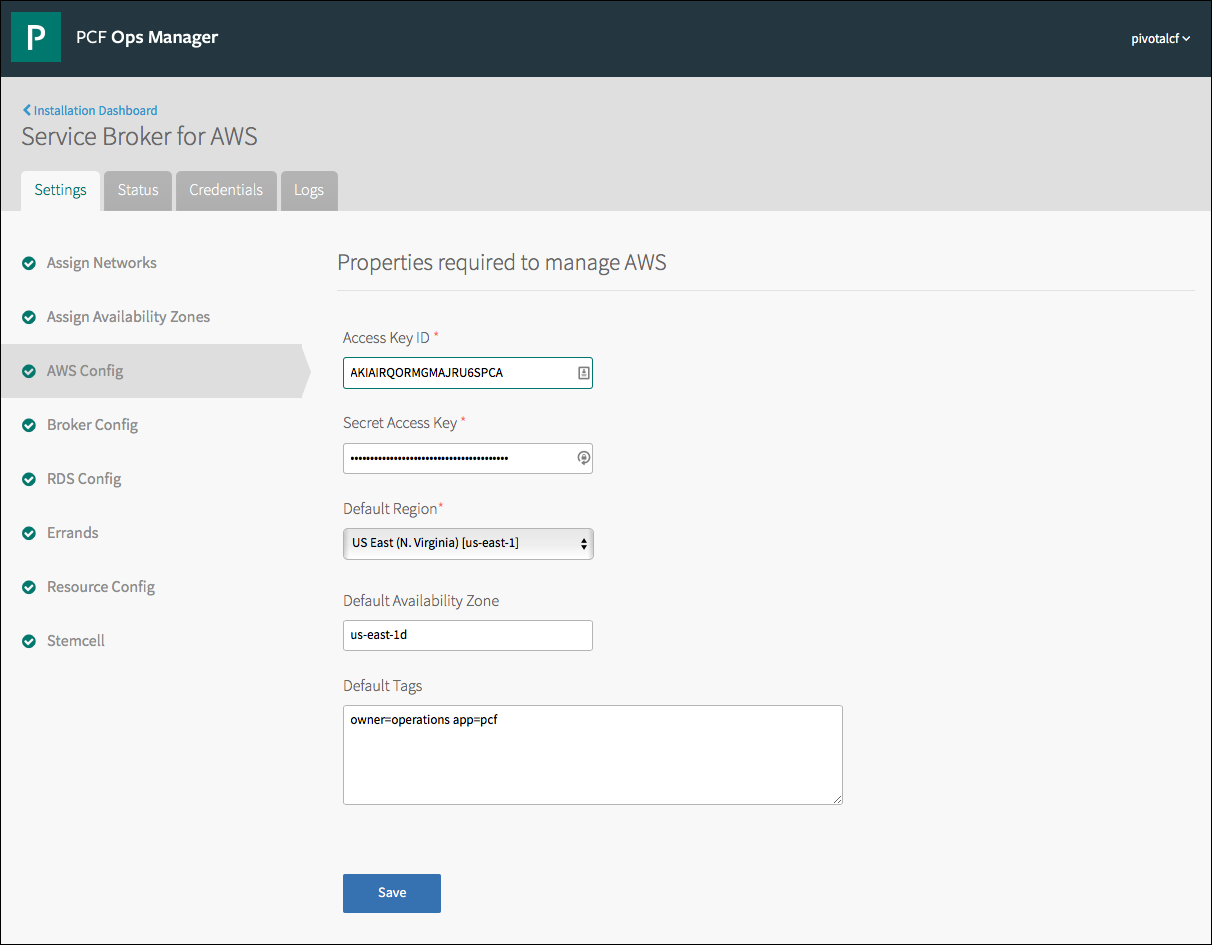 P
PCF Ops Manager
pivotalcf
Installation Dashboard
Service Broker for AWS
Settings Status Credentials Logs
Assign Networks
Assign Availability Zones
AWS Config
Broker Config
RDS Config
Errands
Resource Config
Stemcell
Properties required to manage AWS
Access Key ID *
AKIAIRQORMGMAJRU6SPCA
Secret Access Key *
•••••••••••••••••••••••••••••••••••••••
Default Region*
US East (N. Virginia) [us-east-1]
Default Availability Zone
us-east-1d
Default Tags
owner=operations app=pcf
Save